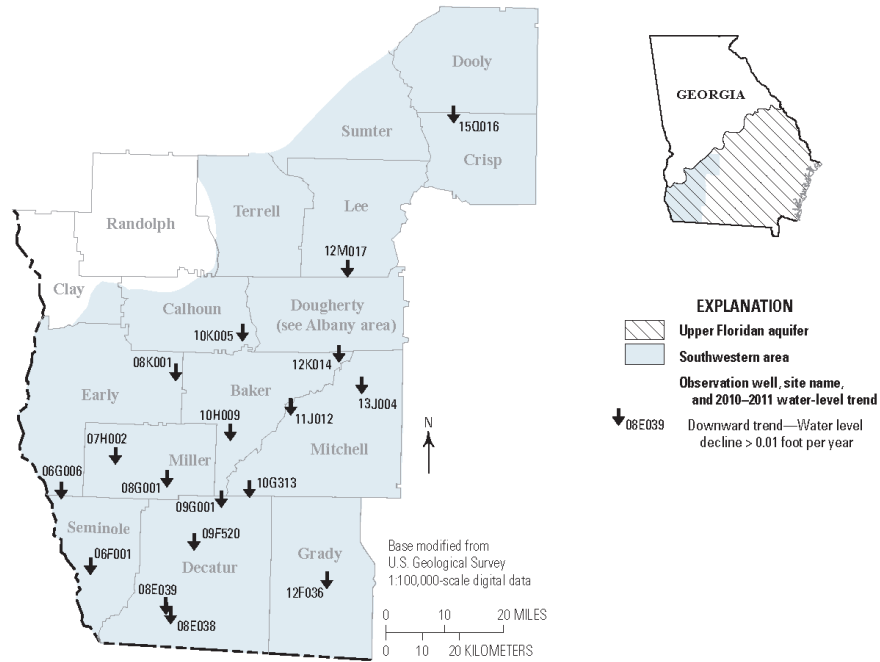 Dooly
15Q016
Sumter
Crisp
Terrell
Lee
Randolph
12M017
Clay
Calhoun
Dougherty
(see Albany area)
10K005
08K001
12K014
Early
Baker
13J004
10H009
11J012
07H002
Mitchell
Miller
06G006
08G001
10G313
09G001
Seminole
09F520
06F001
Decatur
Grady
08E039
12F036
08E038
N
Base modified from
U.S. Geological Survey
1:100,000-scale digital data
0 10 20 MILES
0 10 20 KILOMETERS
GEORGIA
EXPLANATION
Upper Floridan aquifer
Southwestern area
Observation well, site name,
and 2010–2011 water-level trend
08E039 Downward trend—Water level
decline > 0.01 foot per year